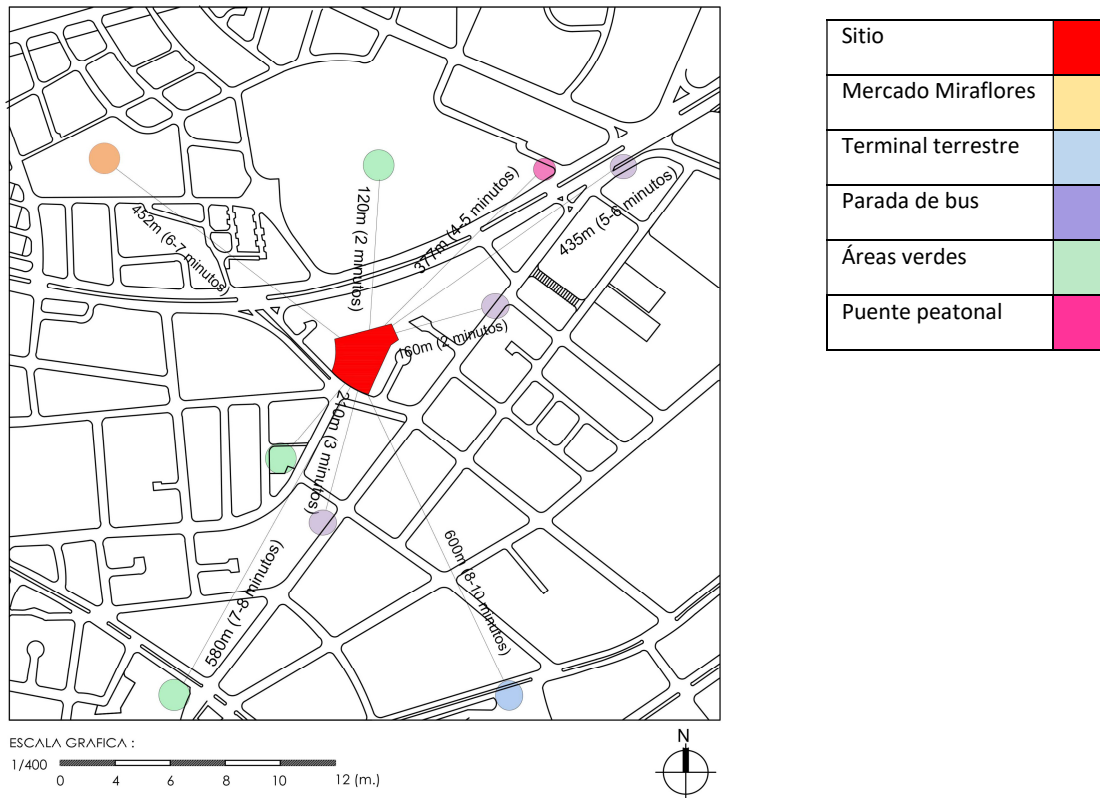 Sitio
Mercado Miraflores
Terminal terrestre
Parada de bus
Áreas verdes
Puente peatonal
452m (6-7 minutos)
120m (2 minutos)
377m (4-5 minutos)
435m (5-6 minutos)
160m (2 minutos)
210m (3 minutos)
580m (7-8 minutos)
600m (8-10 minutos)
ESCALA GRAFICA :
1/400
0 4 6 8 10 12 (m.)
N